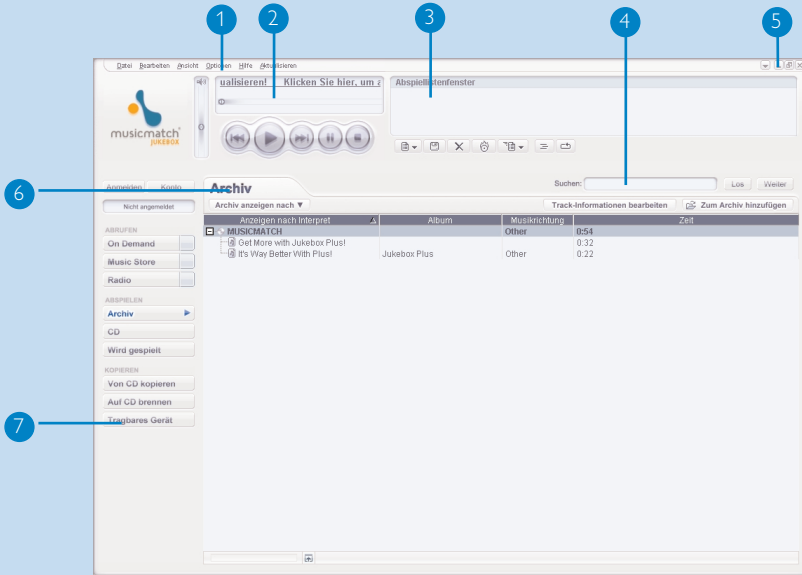 1
2
3
4
5
Datei Bearbeiten Ansicht Optionen Hilfe Aktualisieren
ualisieren! Klicken Sie hier, um a
Abspiellistenfenster
musicmatch
JUKEBOX
6
Anmelden Konto
Archiv
Suchen:
Los
Weiter
Nicht angemeldet
Archiv anzeigen nach ▼
Track-Informationen bearbeiten
Zum Archiv hinzufügen
Anzeigen nach Interpret Album Musikrichtung Zeit
MUSICMATCH Other 0:54
Get More with Jukebox Plus! 0:32
It's Way Better With Plus! Jukebox Plus Other 0:22
ABRUFEN
On Demand
Music Store
Radio
ABSPIELEN
Archiv
CD
Wird gespielt
KOPIEREN
Von CD kopieren
Auf CD brennen
7
Tragbares Gerät